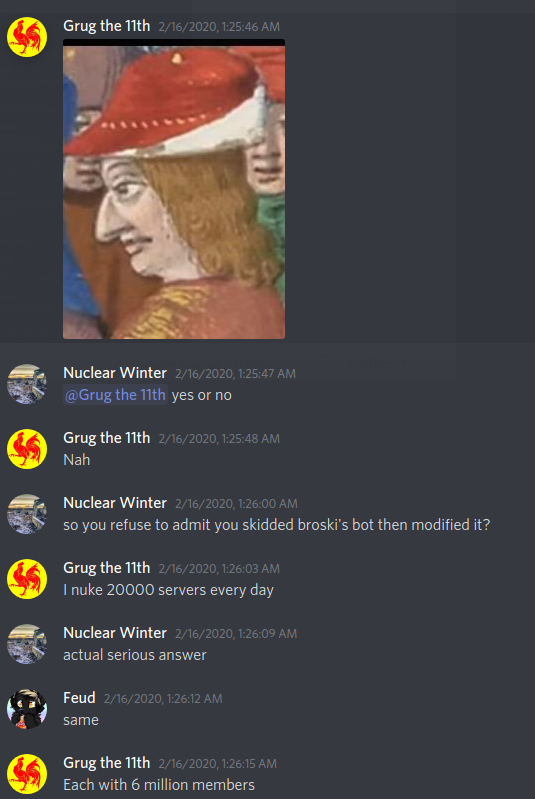 Grug the 11th 2/16/2020, 1:25:46 AM
Nuclear Winter 2/16/2020, 1:25:47 AM
@Grug the 11th yes or no
Grug the 11th 2/16/2020, 1:25:48 AM
Nah
Nuclear Winter 2/16/2020, 1:26:00 AM
so you refuse to admit you skidded broski's bot then modified it?
Grug the 11th 2/16/2020, 1:26:03 AM
I nuke 20000 servers every day
Nuclear Winter 2/16/2020, 1:26:09 AM
actual serious answer
Feud 2/16/2020, 1:26:12 AM
same
Grug the 11th 2/16/2020, 1:26:15 AM
Each with 6 million members